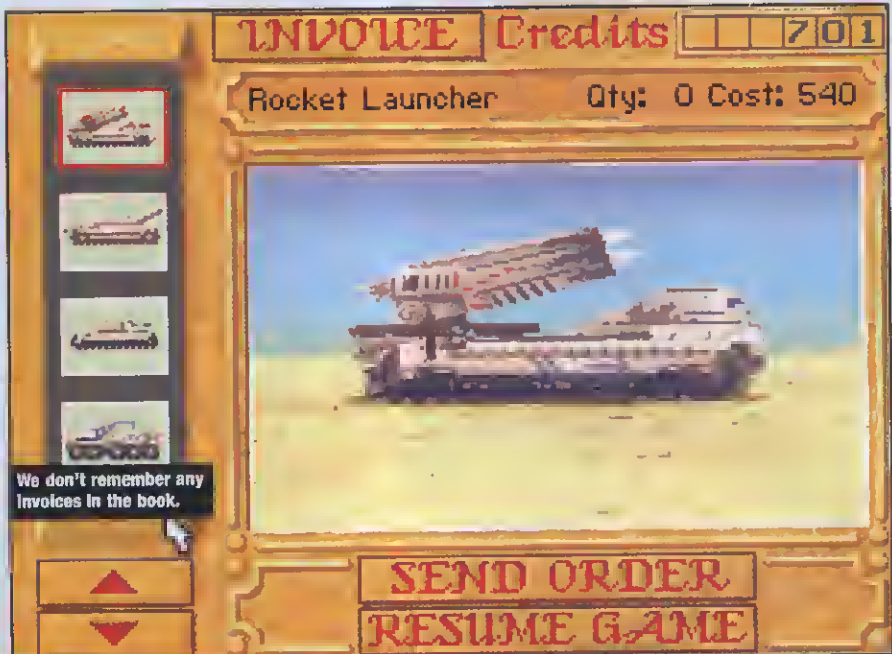 INVOICE Credits 701
Rocket Launcher Qty: 0 Cost: 540
We don't remember any
invoices in the book.
SEND ORDER
RESUME GAME